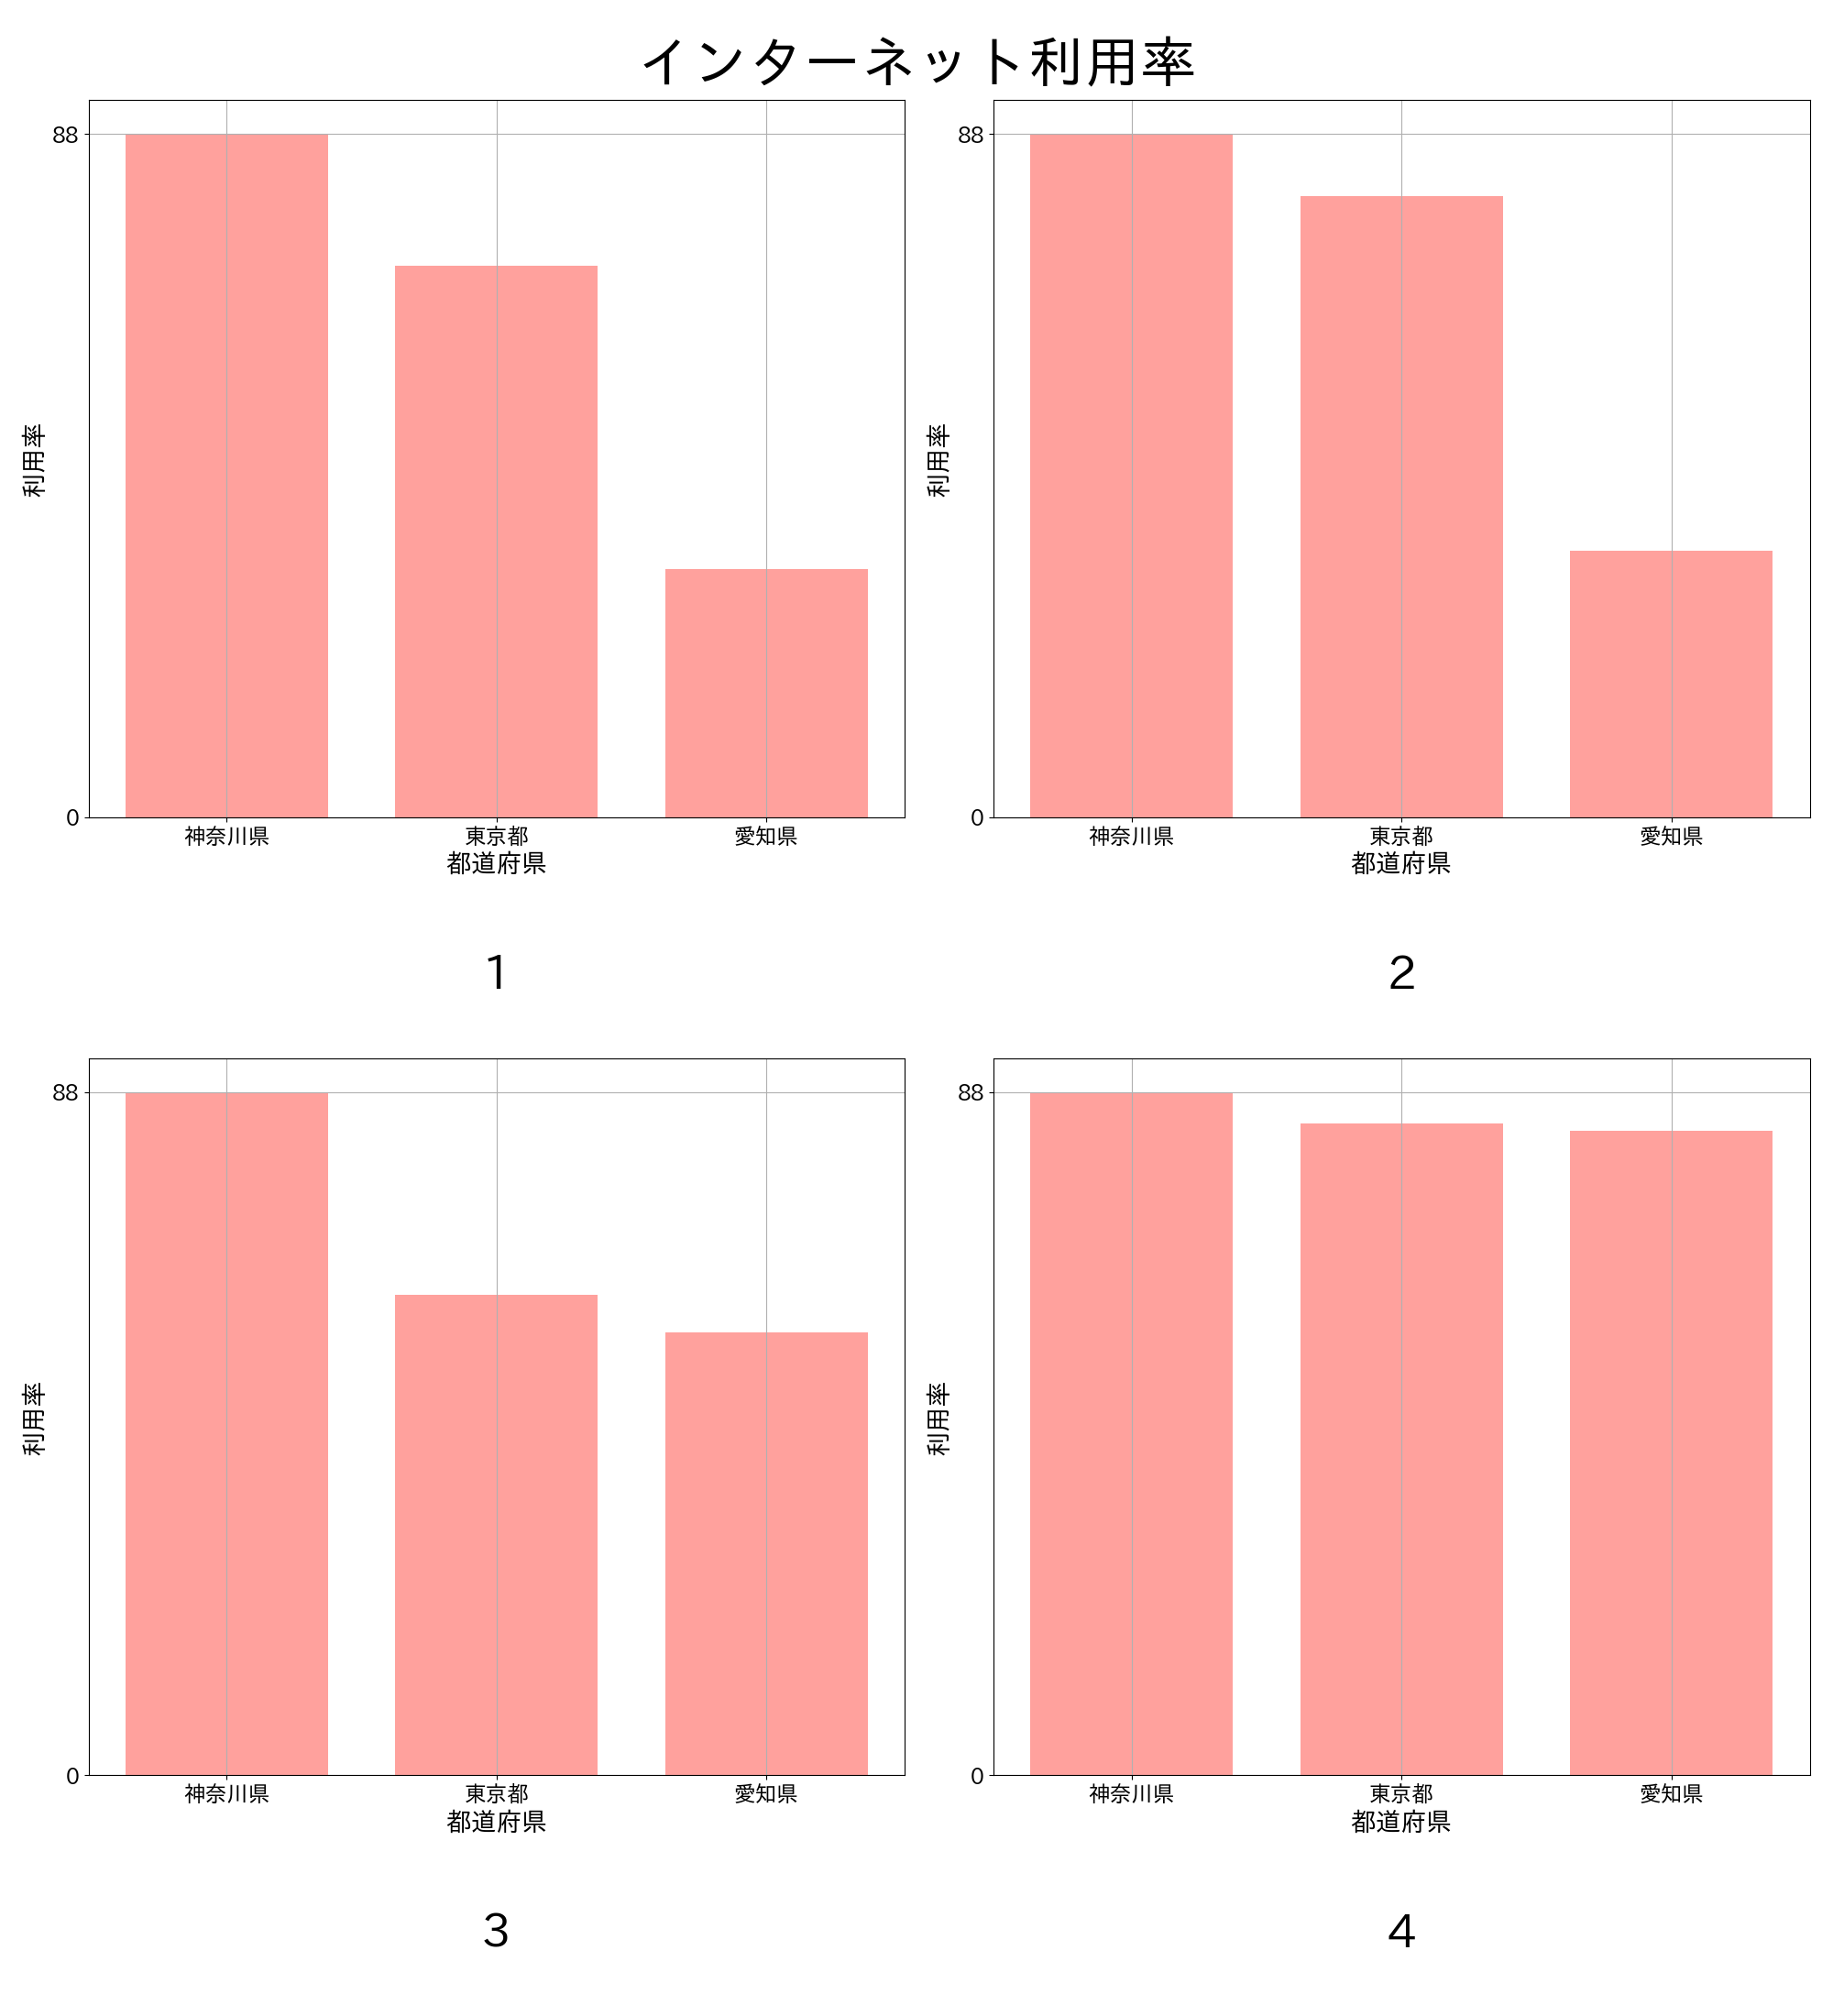 インターネット利用率
88
0
利用率
神奈川県 東京都 愛知県
都道府県
1
88
0
利用率
神奈川県 東京都 愛知県
都道府県
2
88
0
利用率
神奈川県 東京都 愛知県
都道府県
3
88
0
利用率
神奈川県 東京都 愛知県
都道府県
4